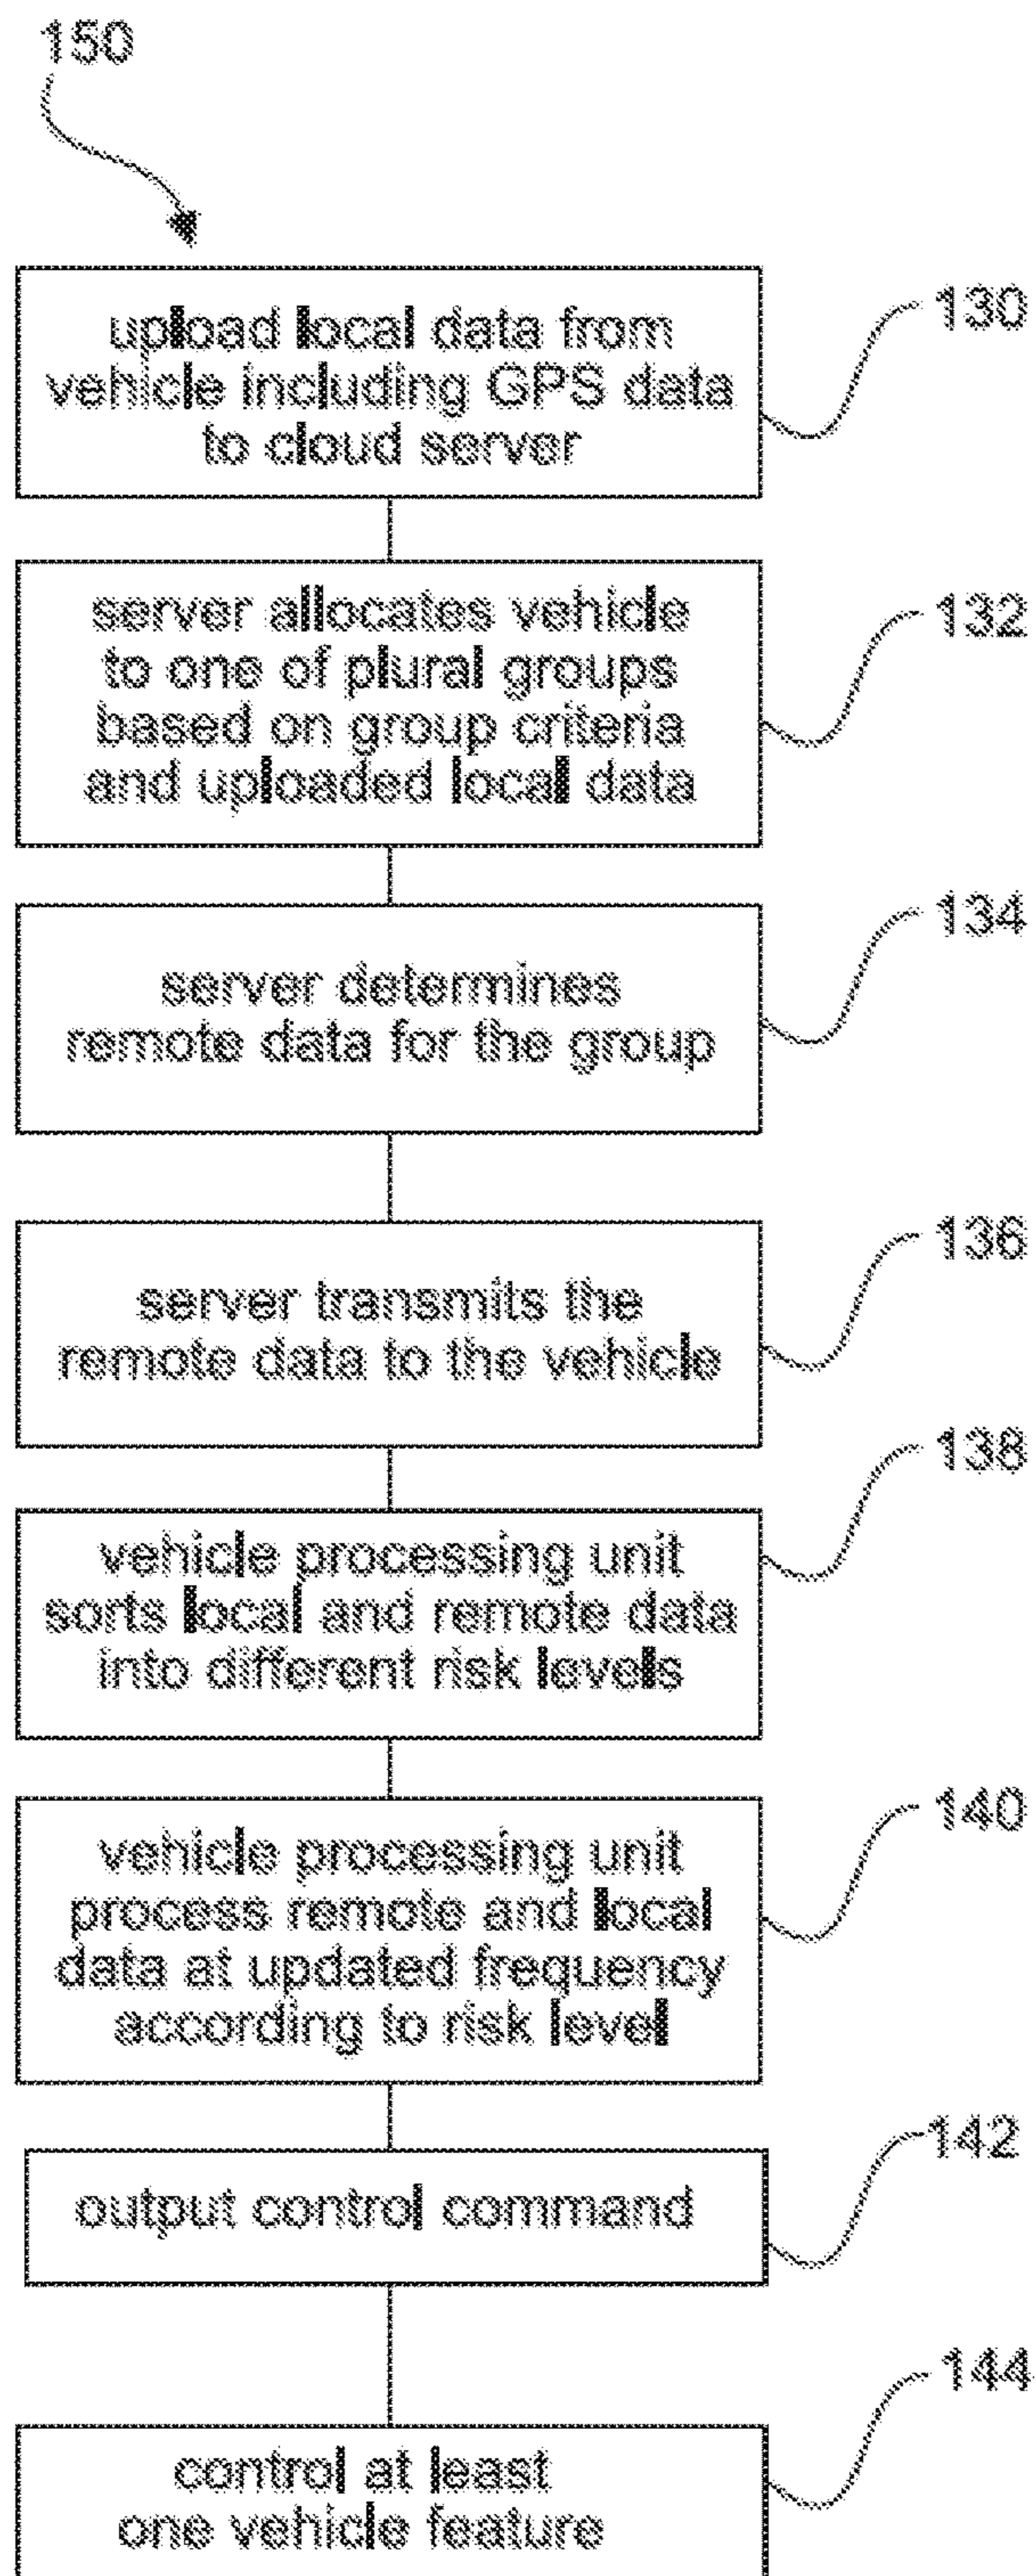 150
upload local data from
vehicle including GPS data
to cloud server
130
server allocates vehicle
to one of plural groups
based on group criteria
and uploaded local data
132
server determines
remote data for the group
134
server transmits the
remote data to the vehicle
136
vehicle processing unit
sorts local and remote data
into different risk levels
138
vehicle processing unit
process remote and local
data at updated frequency
according to risk level
140
output control command
142
control at least
one vehicle feature
144